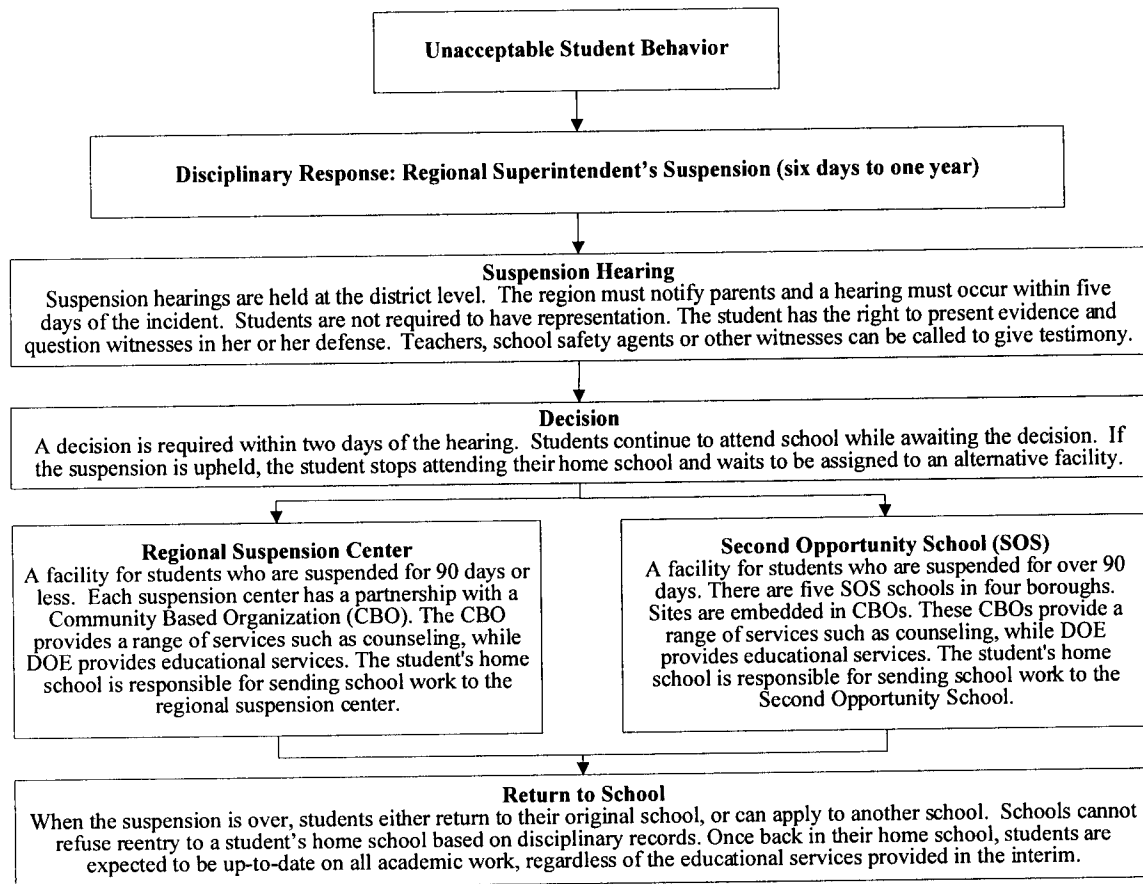 Unacceptable Student Behavior
Disciplinary Response: Regional Superintendent's Suspension (six days to one year)
Suspension Hearing
Suspension hearings are held at the district level. The region must notify parents and a hearing must occur within five
days of the incident. Students are not required to have representation. The student has the right to present evidence and
question witnesses in her or her defense. Teachers, school safety agents or other witnesses can be called to give testimony.
Decision
A decision is required within two days of the hearing. Students continue to attend school while awaiting the decision. If
the suspension is upheld, the student stops attending their home school and waits to be assigned to an alternative facility.
Regional Suspension Center
A facility for students who are suspended for 90 days or
less. Each suspension center has a partnership with a
Community Based Organization (CBO). The CBO
provides a range of services such as counseling, while
DOE provides educational services. The student's home
school is responsible for sending school work to the
regional suspension center.
Second Opportunity School (SOS)
A facility for students who are suspended for over 90
days. There are five SOS schools in four boroughs.
Sites are embedded in CBOs. These CBOs provide a
range of services such as counseling, while DOE
provides educational services. The student's home
school is responsible for sending school work to the
Second Opportunity School.
Return to School
When the suspension is over, students either return to their original school, or can apply to another school. Schools cannot
refuse reentry to a student's home school based on disciplinary records. Once back in their home school, students are
expected to be up-to-date on all academic work, regardless of the educational services provided in the interim.